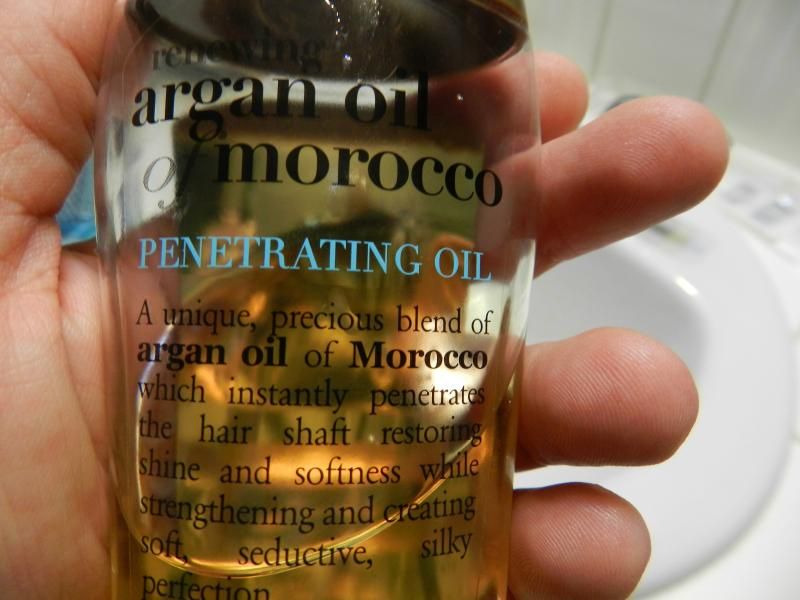 renewing
argan oil
of morocco
PENETRATING OIL
A unique, precious blend of
argan oil of Morocco
which instantly penetrates
the hair shaft restoring
shine and softness while
strengthening and creating
soft, seductive, silky
perfection